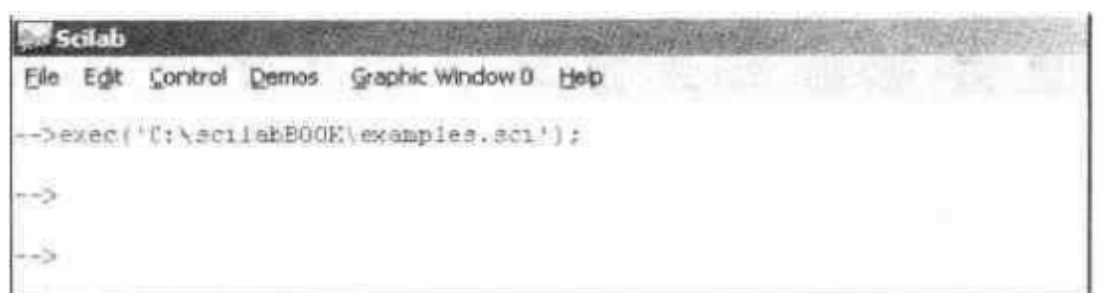 Scilab
File Edit Control Demos Graphic Window 0 Help
-->exec('C:\scilabBOOK\examples.sci');
-->
-->